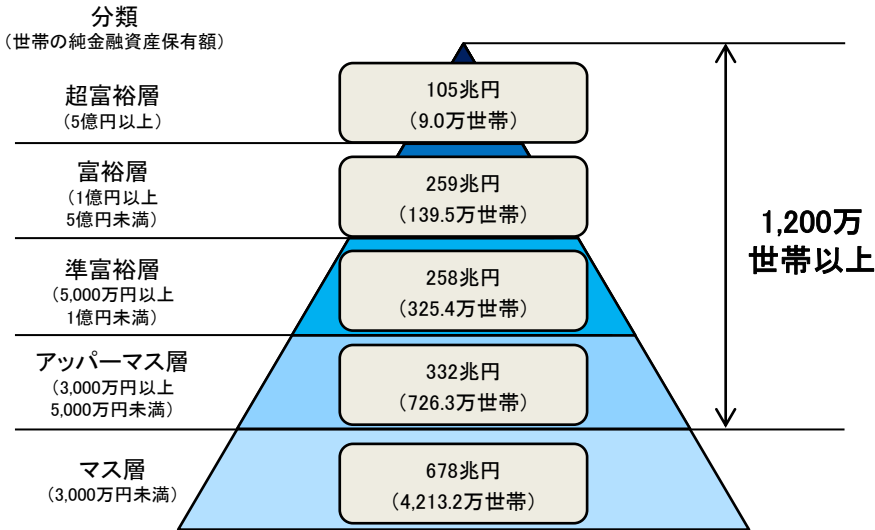 分類
（世帯の純金融資産保有額）
超富裕層
（5億円以上）
105兆円
（9.0万世帯）
富裕層
（1億円以上
5億円未満）
259兆円
（139.5万世帯）
準富裕層
（5,000万円以上
1億円未満）
258兆円
（325.4万世帯）
アッパーマス層
（3,000万円以上
5,000万円未満）
332兆円
（726.3万世帯）
マス層
（3,000万円未満）
678兆円
（4,213.2万世帯）
1,200万
世帯以上